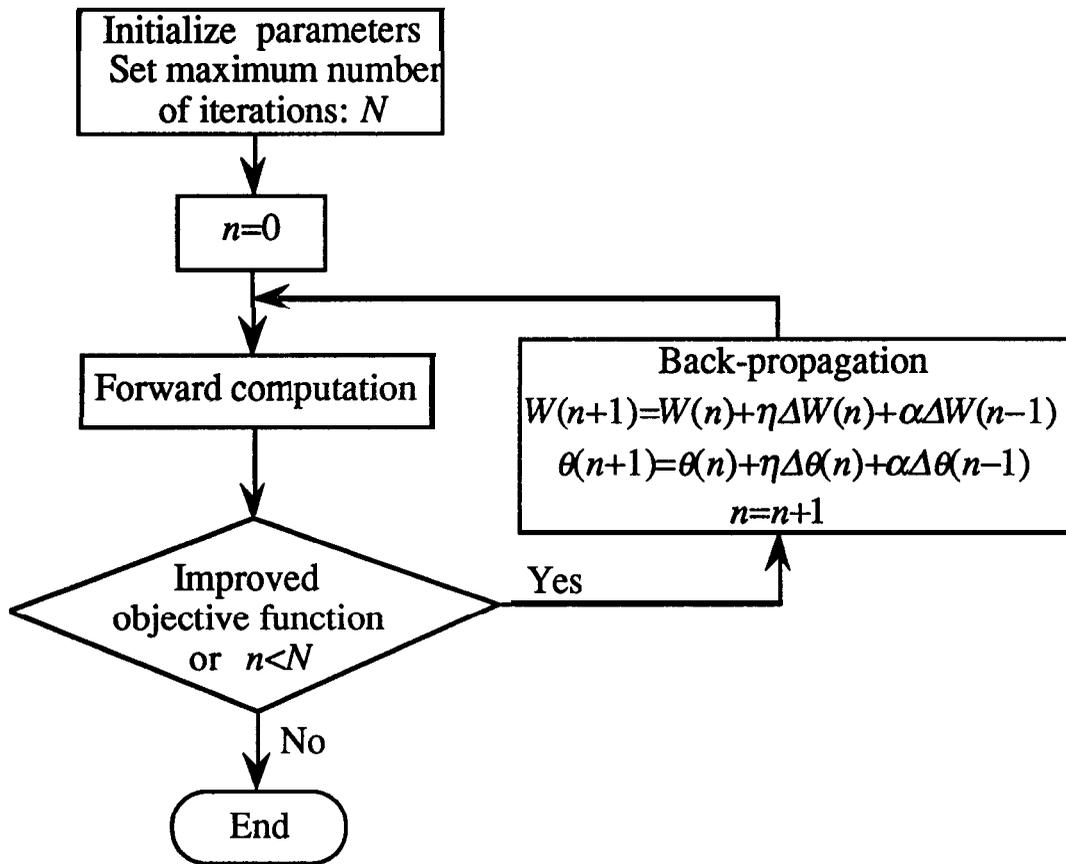 Initialize parameters
Set maximum number
of iterations: N
n=0
Forward computation
Improved
objective function
or n<N
Yes
Back-propagation
W(n+1)=W(n)+ηΔW(n)+αΔW(n−1)
θ(n+1)=θ(n)+ηΔθ(n)+αΔθ(n−1)
n=n+1
No
End